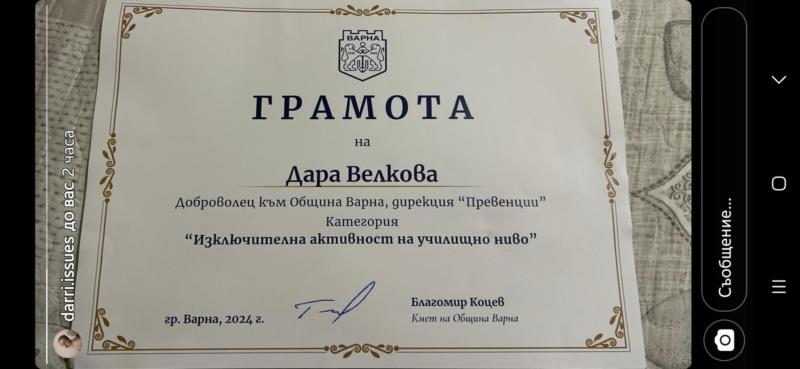 ВАРНА
ГРАМОТА
на
Дара Велкова
Доброволец към Община Варна, дирекция “Превенции”
Категория
“Изключителна активност на училищно ниво”
гр. Варна, 2024 г.
Благомир Коцев
Кмет на Община Варна
darri.issues до вас 2 часа
Съобщение...